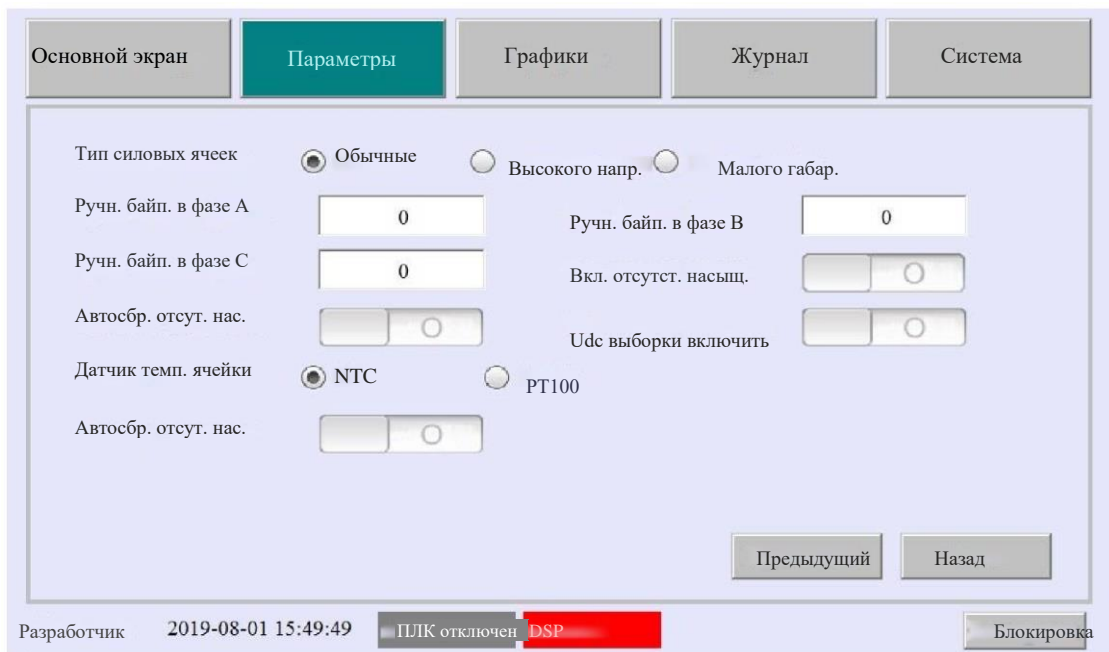 Основной экран Параметры Графики Журнал Система
Тип силовых ячеек Обычные Высокого напр. Малого габар.
Ручн. байп. в фазе A 0 Ручн. байп. в фазе B 0
Ручн. байп. в фазе C 0 Вкл. отсутст. насыщ.
Автосбр. отсут. нас. Udc выборки включить
Датчик темп. ячейки NTC PT100
Автосбр. отсут. нас.
Предыдущий Назад
Разработчик 2019-08-01 15:49:49 ПЛК отключен DSP Блокировка